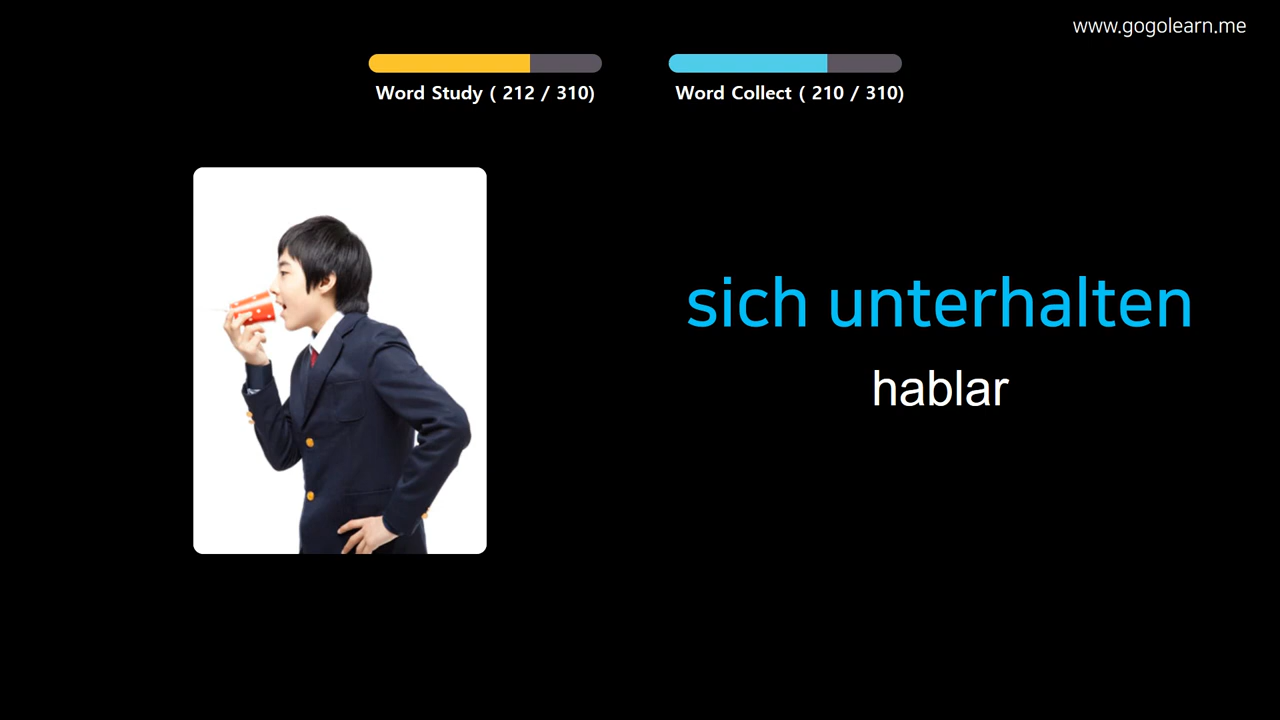 www.gogolearn.me
Word Study ( 212 / 310)
Word Collect ( 210 / 310)
sich unterhalten
hablar